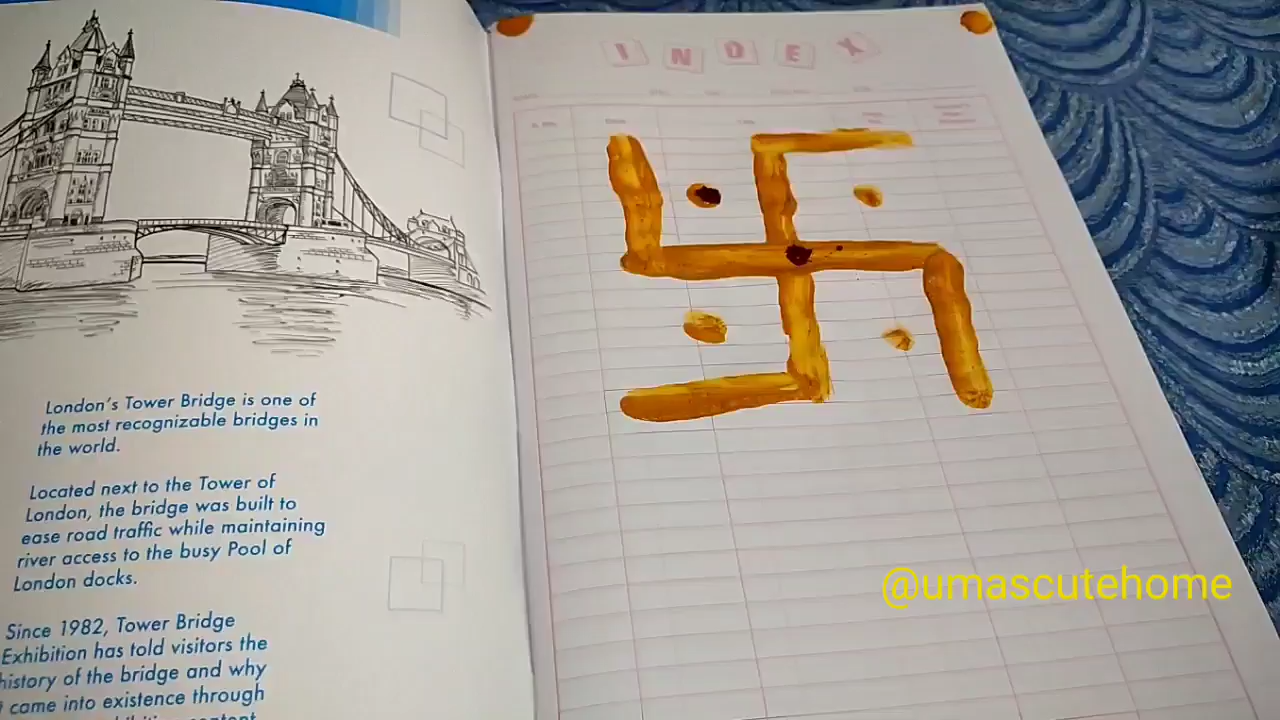 London's Tower Bridge is one of
the most recognizable bridges in
the world.
Located next to the Tower of
London, the bridge was built to
ease road traffic while maintaining
river access to the busy Pool of
London docks.
Since 1982, Tower Bridge
Exhibition has told visitors the
history of the bridge and why
came into existence through
INDEX
@umascutehome